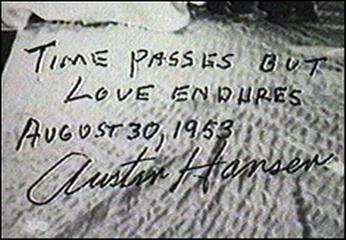 TIME PASSES BUT
LOVE ENDURES
AUGUST 30, 1953
Austin Hansen